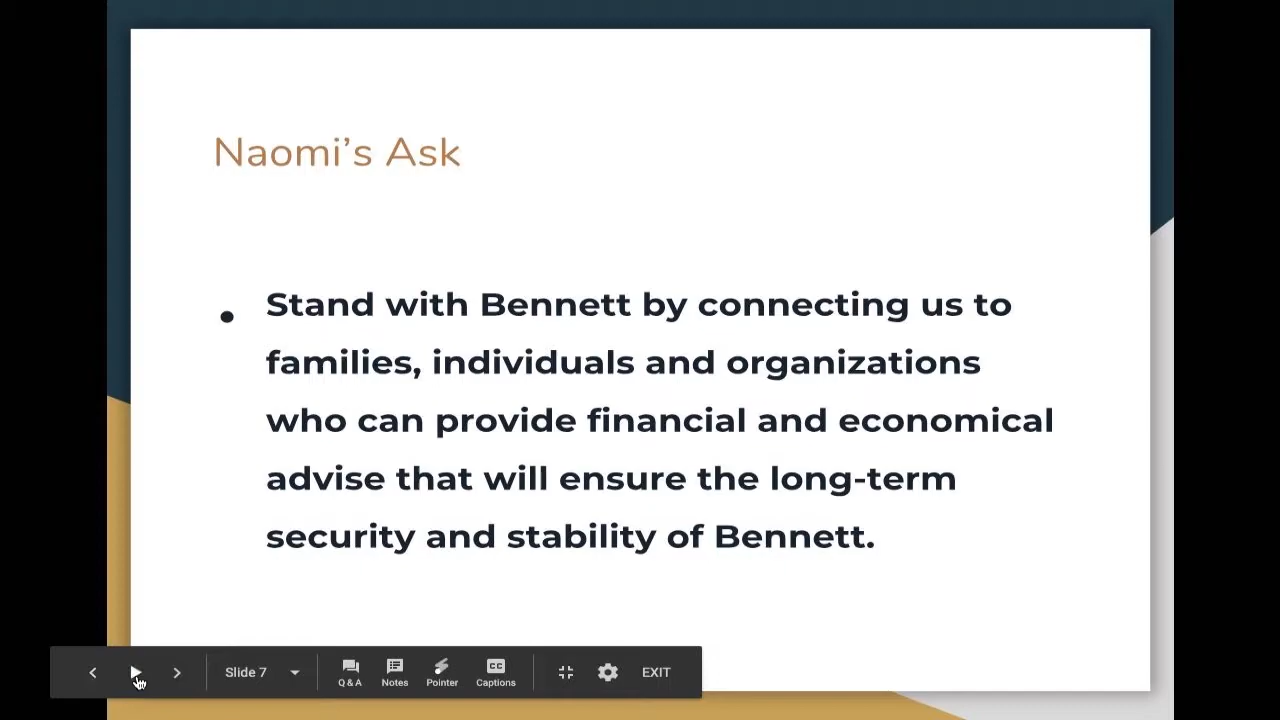 Naomi’s Ask
• Stand with Bennett by connecting us to
families, individuals and organizations
who can provide financial and economical
advise that will ensure the long-term
security and stability of Bennett.
Slide 7
Q & A
Notes
Pointer
CC
Captions
EXIT